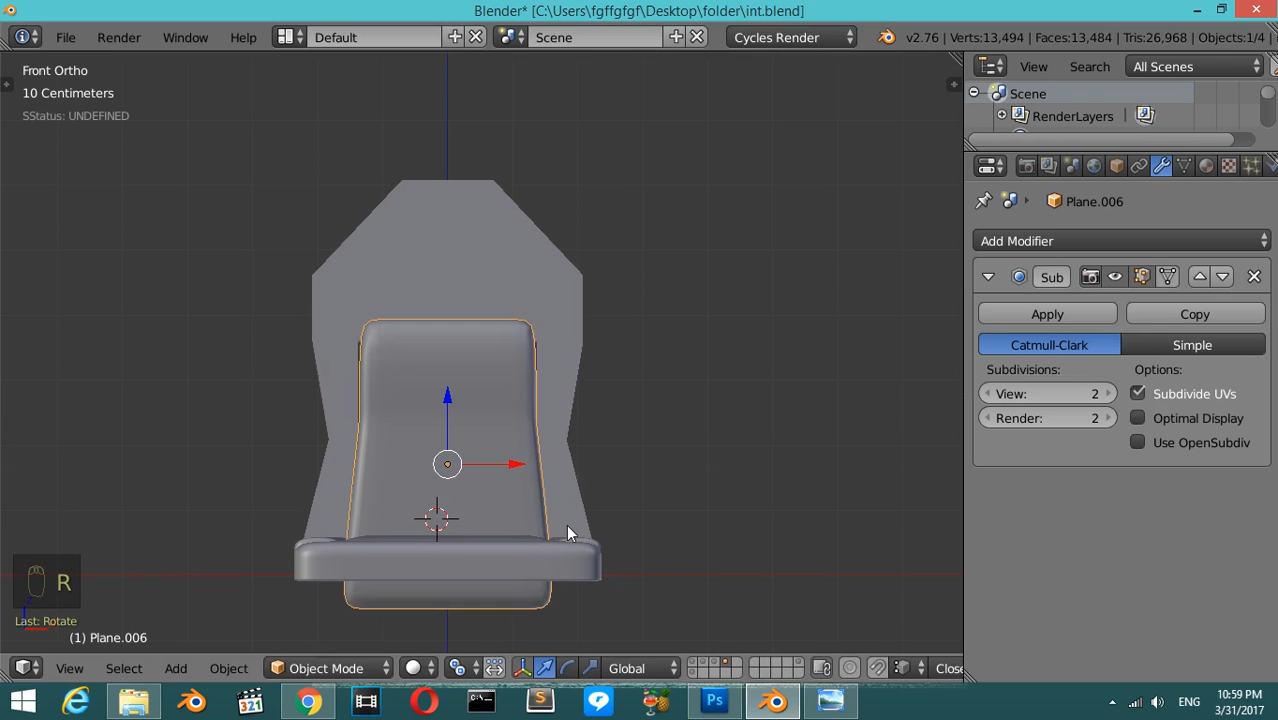 Blender* [C:\Users\fgffgfgf\Desktop\folder\int.blend]
File Render Window Help Default Scene Cycles Render v2.76 | Verts:13,494 | Faces:13,484 | Tris:26,968 | Objects:1/4
Front Ortho
10 Centimeters
SStatus: UNDEFINED
View Search All Scenes
Scene
RenderLayers
Plane.006
Add Modifier
Sub
Apply Copy
Catmull-Clark Simple
Subdivisions: Options:
View: 2 Subdivide UVs
Render: 2 Optimal Display
Use OpenSubdiv
R
Last: Rotate
(1) Plane.006
View Select Add Object Object Mode Global Close
321 S Ps ENG 10:59 PM
3/31/2017